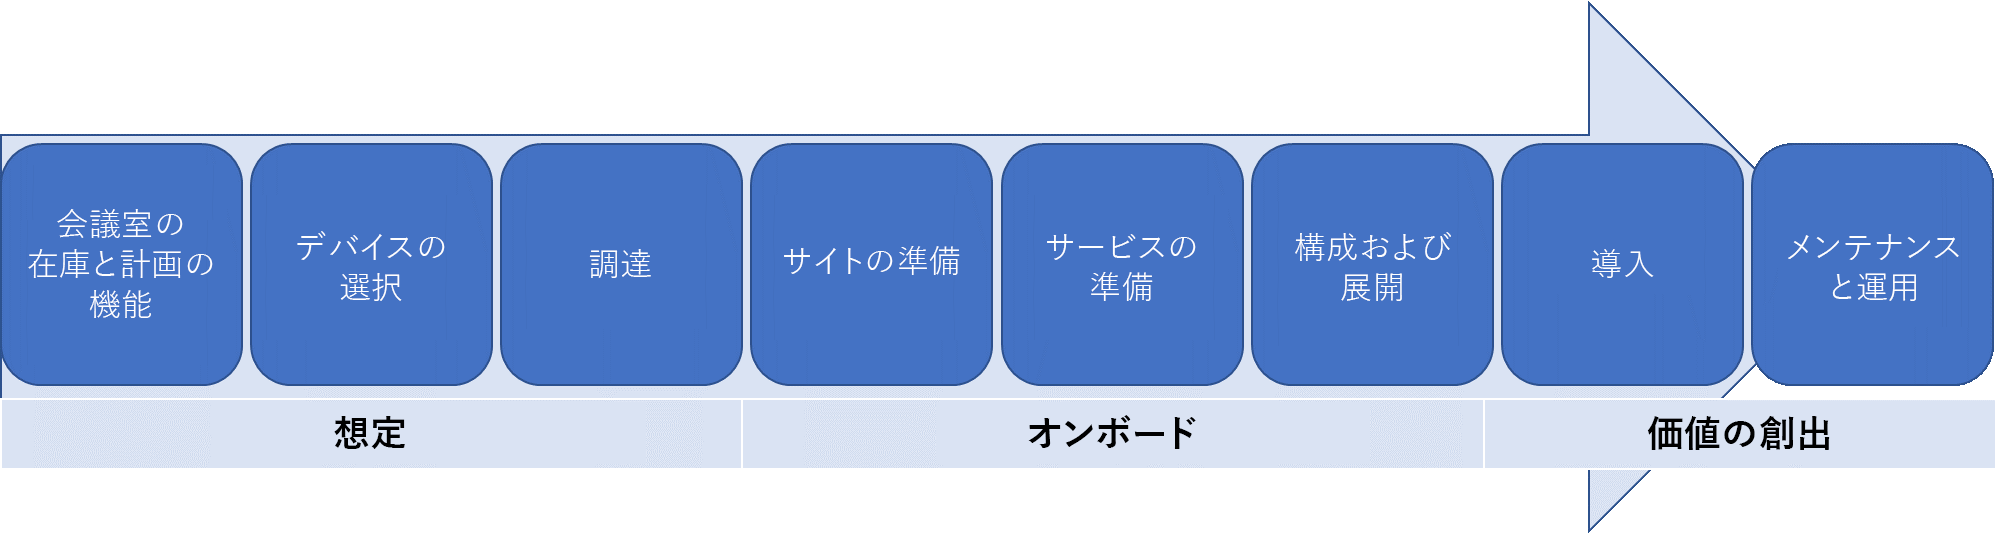 会議室の
在庫と計画の
機能
デバイスの
選択
調達
サイトの準備
サービスの
準備
構成および
展開
導入
メンテナンス
と運用
想定
オンボード
価値の創出